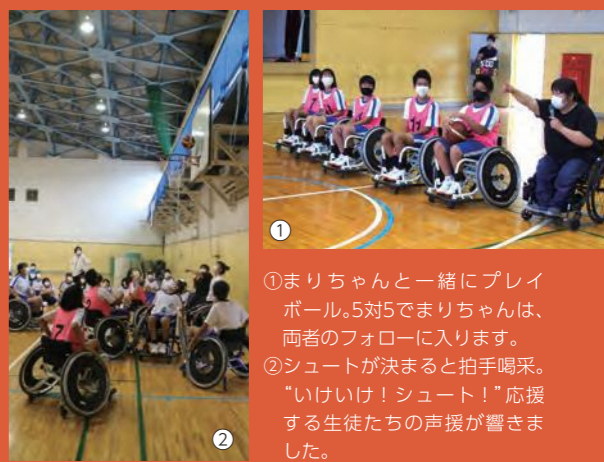 ①まりちゃんと一緒にプレイ
ボール。5対5でまりちゃんは、
両者のフォローに入ります。
②シュートが決まると拍手喝采。
“いけいけ！シュート！”応援
する生徒たちの声援が響きま
した。
①
②
7
11
7